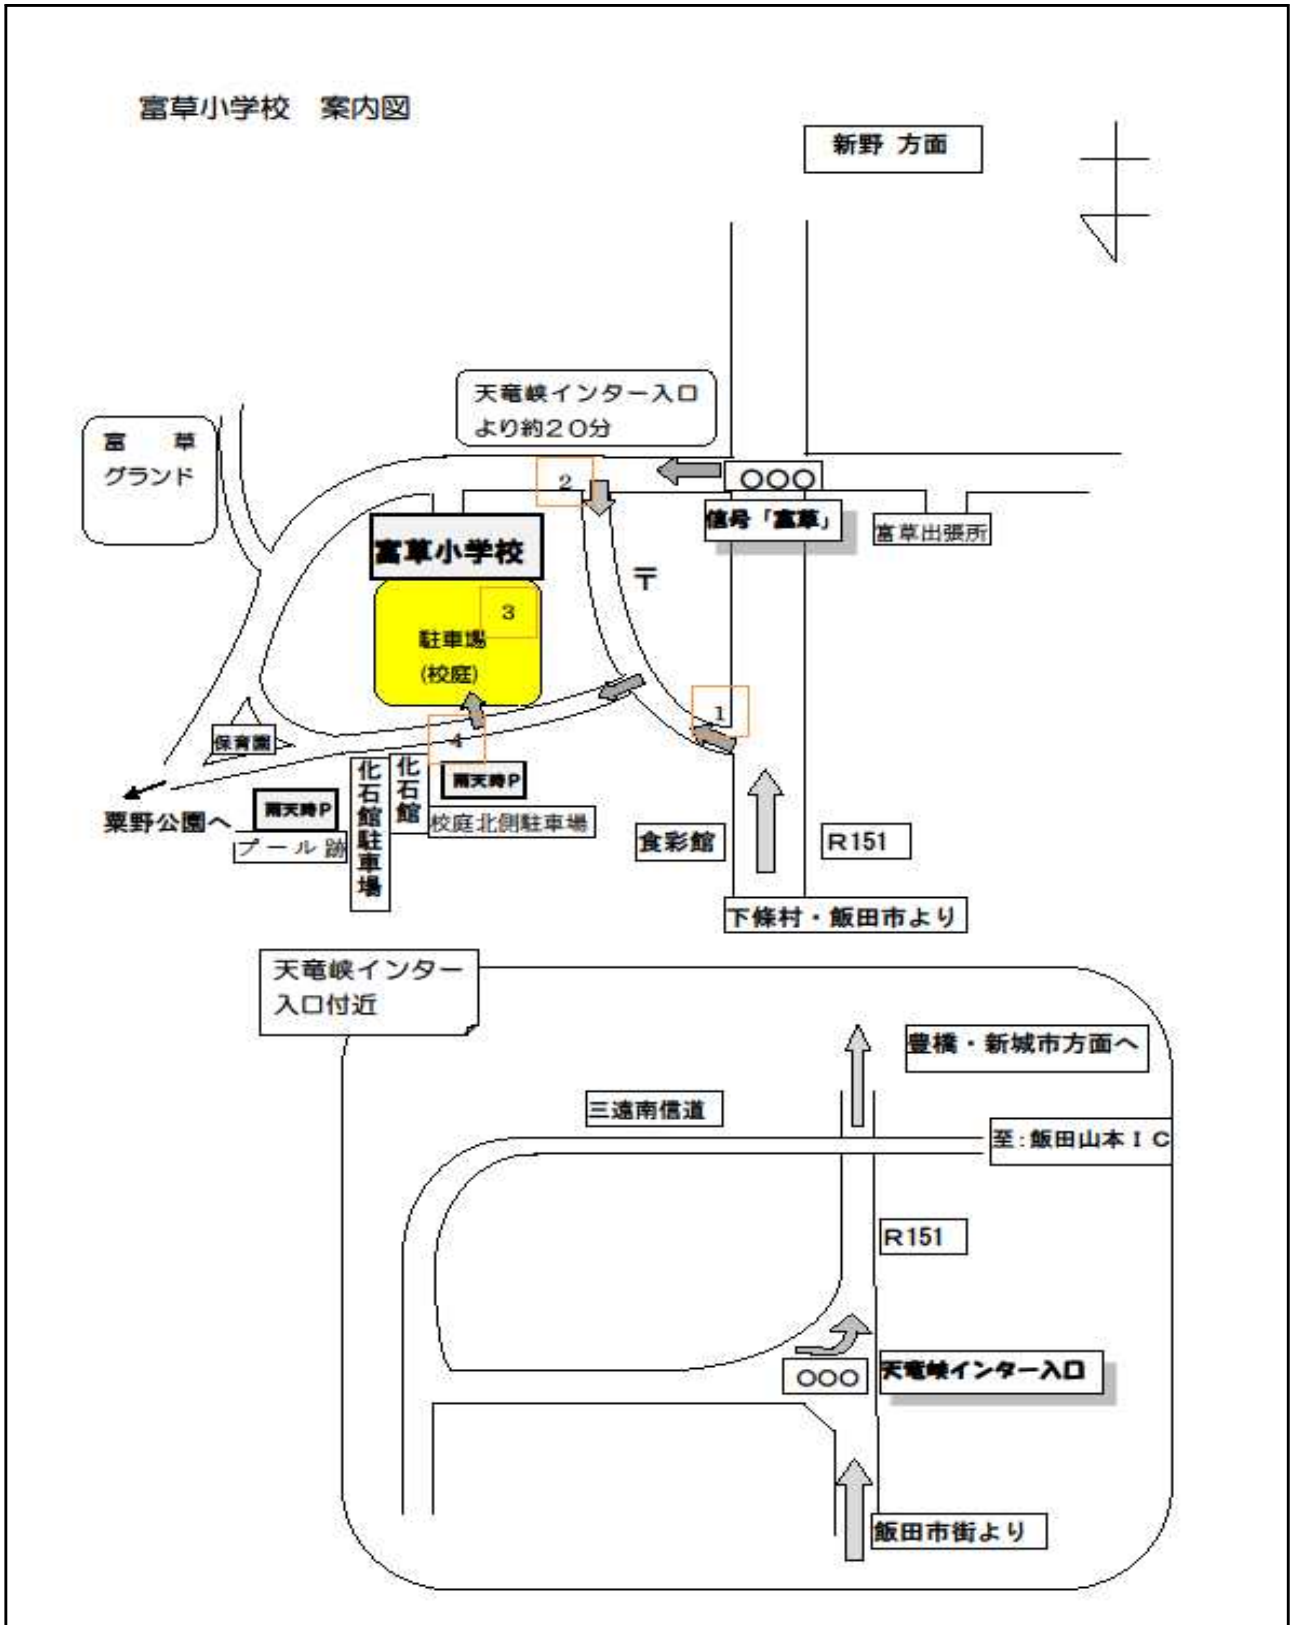 富草小学校　案内図
新野 方面
天竜峡インター入口
より約２０分
富　草
グランド
2
○○○
信号「富草」
富草出張所
富草小学校
〒
3
駐車場
(校庭)
1
4
保育園
化石館駐車場
化石館
雨天時Ｐ
校庭北側駐車場
粟野公園へ
雨天時Ｐ
プール跡
食彩館
Ｒ151
下條村・飯田市より
天竜峡インター
入口付近
豊橋・新城市方面へ
三遠南信道
至:飯田山本ＩＣ
Ｒ151
○○○
天竜峡インター入口
飯田市街より